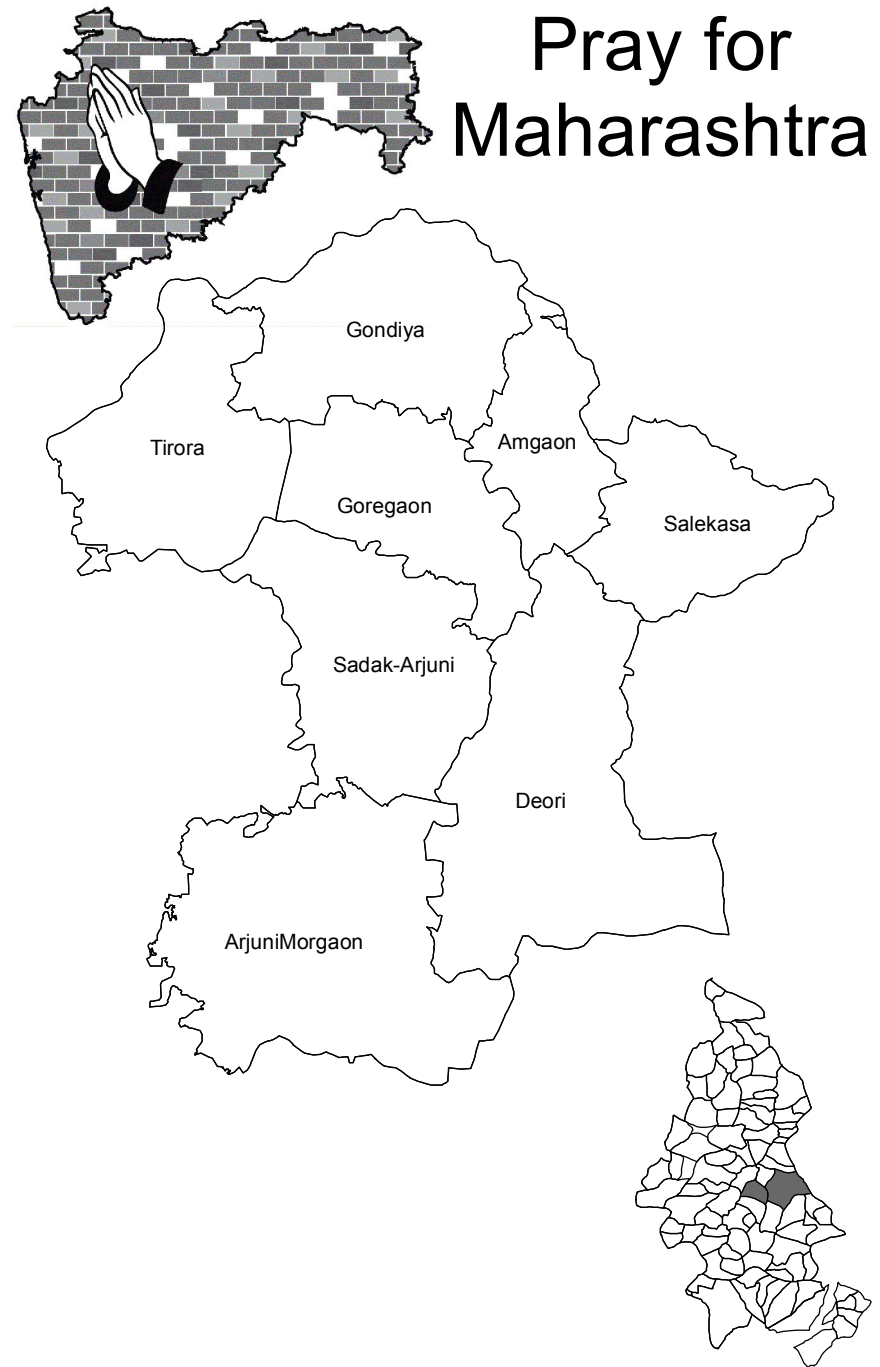 Pray for
Maharashtra
Gondiya
Tirora
Amgaon
Goregaon
Salekasa
Sadak-Arjuni
Deori
ArjuniMorgaon